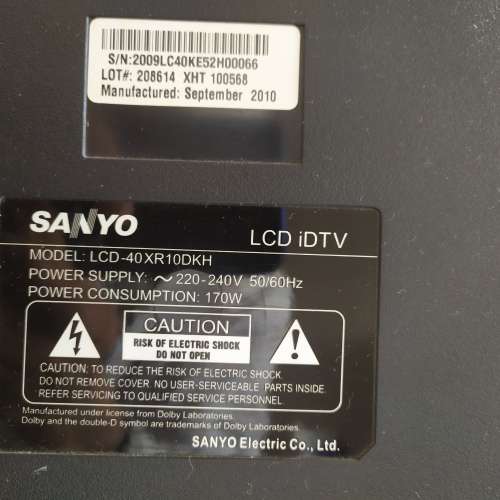 S/N:2009LC40KE52H00066
LOT#: 208614 XHT 100568
Manufactured: September 2010
SANYO
LCD iDTV
MODEL: LCD-40XR10DKH
POWER SUPPLY: ~ 220-240V 50/60Hz
POWER CONSUMPTION: 170W
CAUTION
RISK OF ELECTRIC SHOCK
DO NOT OPEN
CAUTION: TO REDUCE THE RISK OF ELECTRIC SHOCK.
DO NOT REMOVE COVER. NO USER-SERVICEABLE PARTS INSIDE.
REFER SERVICING TO QUALIFIED SERVICE PERSONNEL.
Manufactured under license from Dolby Laboratories.
Dolby and the double-D symbol are trademarks of Dolby Laboratories.
SANYO Electric Co., Ltd.